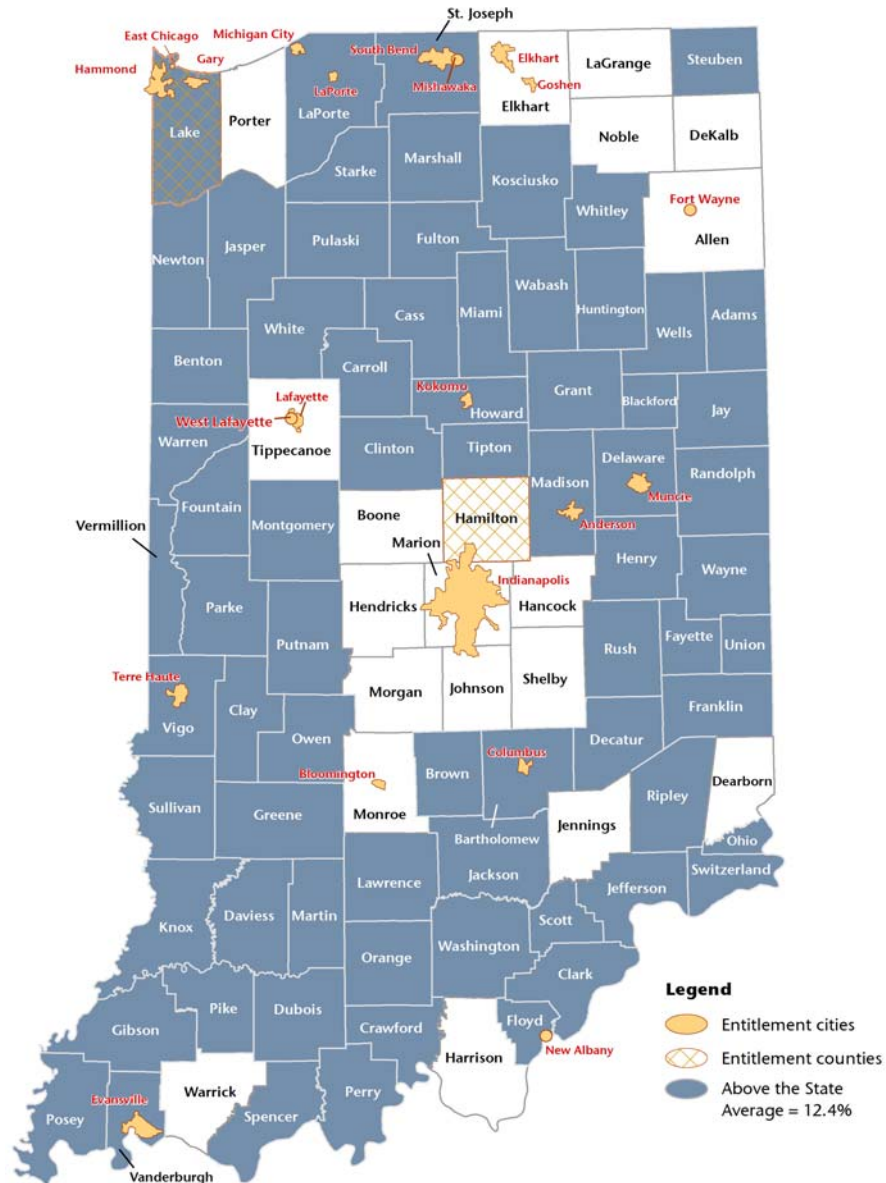 St. Joseph
East Chicago
Michigan City
Gary
Hammond
South Bend
Elkhart
LaGrange
Steuben
LaPorte
Mishawaka
Goshen
Lake
Porter
LaPorte
Elkhart
Noble
DeKalb
Starke
Marshall
Kosciusko
Whitley
Fort Wayne
Allen
Newton
Jasper
Pulaski
Fulton
Wabash
Huntington
White
Cass
Miami
Wells
Adams
Benton
Carroll
Lafayette
Kokomo
Howard
Grant
Blackford
Jay
West Lafayette
Warren
Tippecanoe
Clinton
Tipton
Madison
Delaware
Muncie
Randolph
Fountain
Vermillion
Montgomery
Boone
Hamilton
Anderson
Marion
Henry
Wayne
Indianapolis
Parke
Hendricks
Hancock
Putnam
Rush
Fayette
Union
Terre Haute
Morgan
Johnson
Shelby
Clay
Franklin
Vigo
Owen
Decatur
Bloomington
Brown
Columbus
Dearborn
Sullivan
Greene
Monroe
Ripley
Jennings
Bartholomew
Ohio
Lawrence
Jackson
Switzerland
Jefferson
Knox
Daviess
Martin
Scott
Washington
Orange
Clark
Pike
Dubois
Gibson
Crawford
Floyd
New Albany
Harrison
Warrick
Perry
Evansville
Posey
Spencer
Vanderburgh
Legend
Entitlement cities
Entitlement counties
Above the State
Average = 12.4%